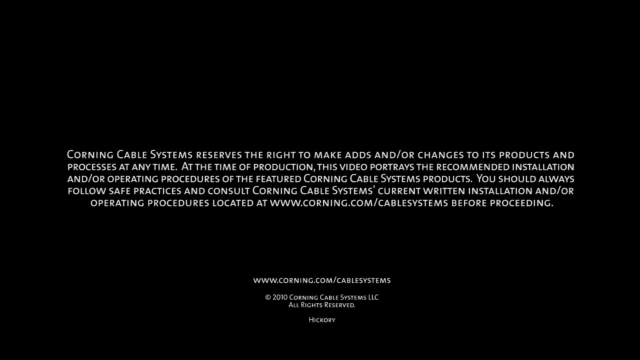 Corning Cable Systems reserves the right to make adds and/or changes to its products and
processes at any time. At the time of production, this video portrays the recommended installation
and/or operating procedures of the featured Corning Cable Systems products. You should always
follow safe practices and consult Corning Cable Systems' current written installation and/or
operating procedures located at www.corning.com/cablesystems before proceeding.
www.corning.com/cablesystems
© 2010 Corning Cable Systems LLC
All Rights Reserved.
Hickory